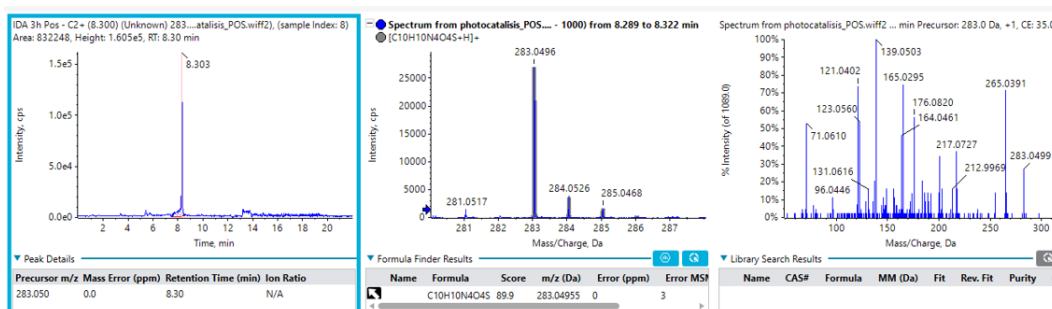 IDA 3h Pos - C2+ (8.300) (Unknown) 283....atalisis_POS.wiff2), (sample Index: 8)
Area: 832248, Height: 1.605e5, RT: 8.30 min
8.303
1.5e5
1.0e5
5.0e4
0.0e0
Intensity, cps
2 4 6 8 10 12 14 16 18 20
Time, min
Peak Details
Precursor m/z Mass Error (ppm) Retention Time (min) Ion Ratio
283.050 0.0 8.30 N/A
Spectrum from photocatalisis_POS.... - 1000) from 8.289 to 8.322 min
[C10H10N4O4S+H]+
283.0496
25000
20000
15000
10000
5000
0
Intensity, cps
281.0517
284.0526
285.0468
281 282 283 284 285 286 287
Mass/Charge, Da
Formula Finder Results
Name Formula Score m/z (Da) Error (ppm) Error MSM
C10H10N4O4S 89.9 283.04955 0 3
Spectrum from photocatalisis_POS.wiff2 ... min Precursor: 283.0 Da, +1, CE: 35.0
100%
90%
80%
70%
60%
50%
40%
30%
20%
10%
0%
% Intensity (of 1089.0)
139.0503
121.0402
165.0295
265.0391
123.0560
176.0820
164.0461
71.0610
217.0727
283.0499
131.0616
212.9969
96.0446
100 150 200 250 300
Mass/Charge, Da
Library Search Results
Name CAS# Formula MM (Da) Fit Rev. Fit Purity